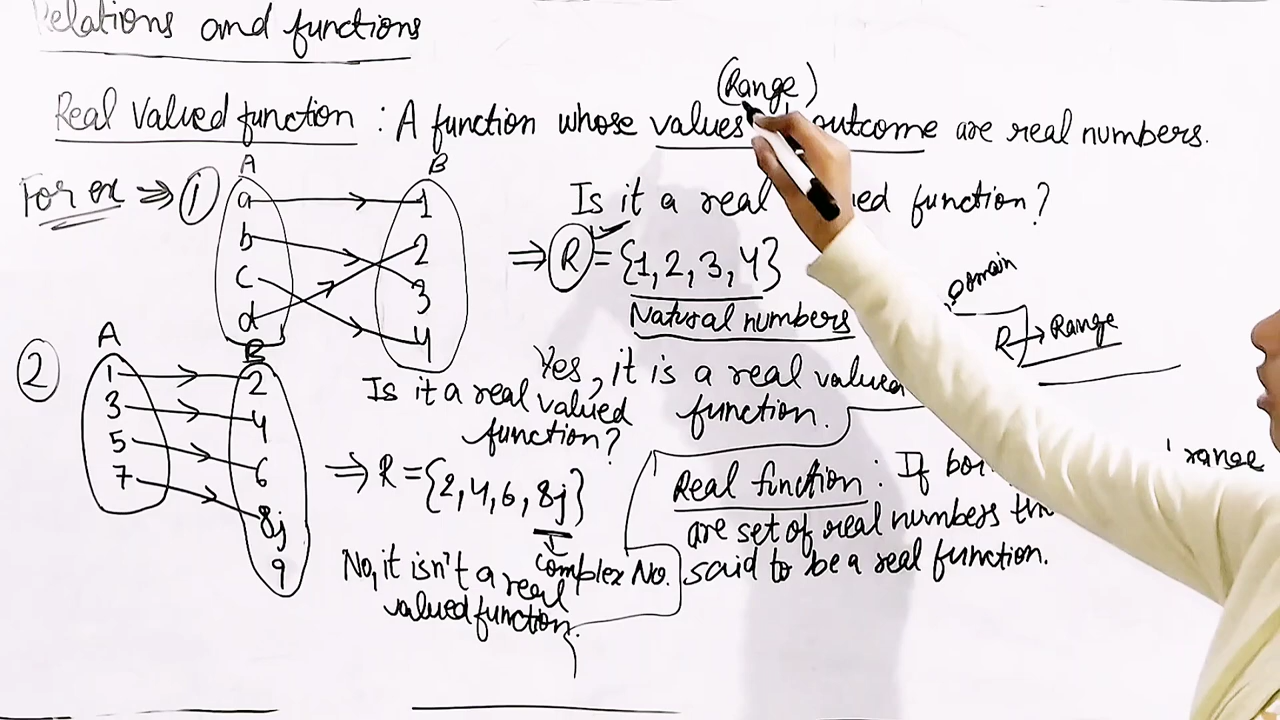 Relations and functions
(Range)
Real Valued function : A function whose values outcome are real numbers.
For ex ⇒ ① A B
a 1
b 2
c 3
d 4
Is it a real function?
⇒ R = {1, 2, 3, 4}
Natural numbers
Domain
R → Range
Yes, it is a real valued
function.
② A B
1 2
3 4
5 6
7 8j
9
Is it a real valued
function?
⇒ R = {2, 4, 6, 8j}
Complex No.
No, it isn't a real
valued function.
Real function : If range
are set of real numbers
said to be a real function.